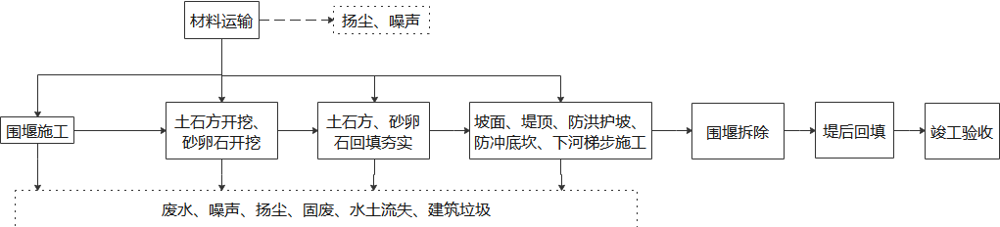 材料运输
扬尘、噪声
围堰施工
土石方开挖、
砂卵石开挖
土石方、砂卵
石回填夯实
坡面、堤顶、防洪护坡、
防冲底坎、下河梯步施工
围堰拆除
堤后回填
竣工验收
废水、噪声、扬尘、固废、水土流失、建筑垃圾